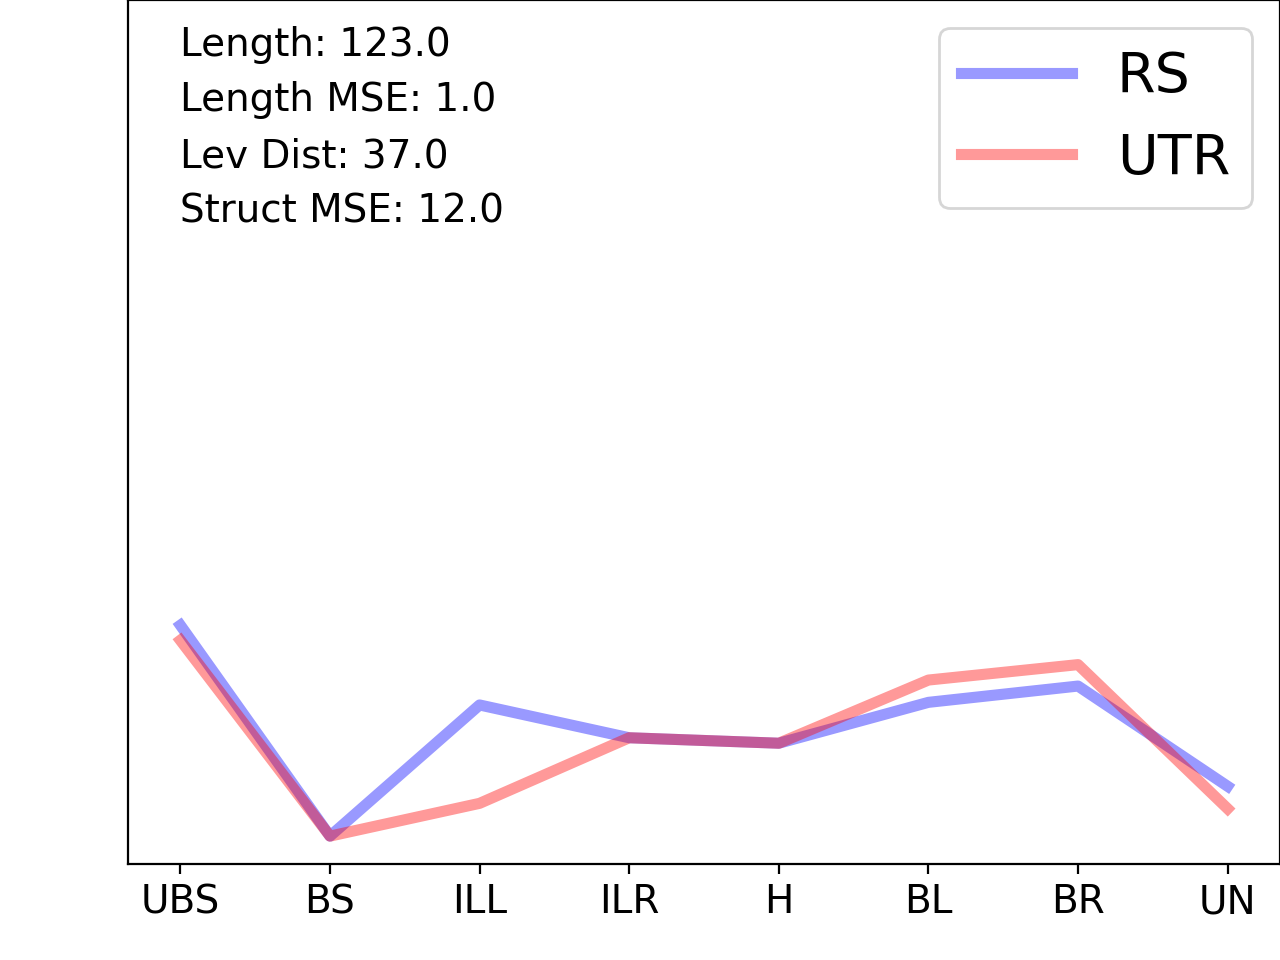 Length: 123.0
Length MSE: 1.0
Lev Dist: 37.0
Struct MSE: 12.0
RS
UTR
UBS BS ILL ILR H BL BR UN